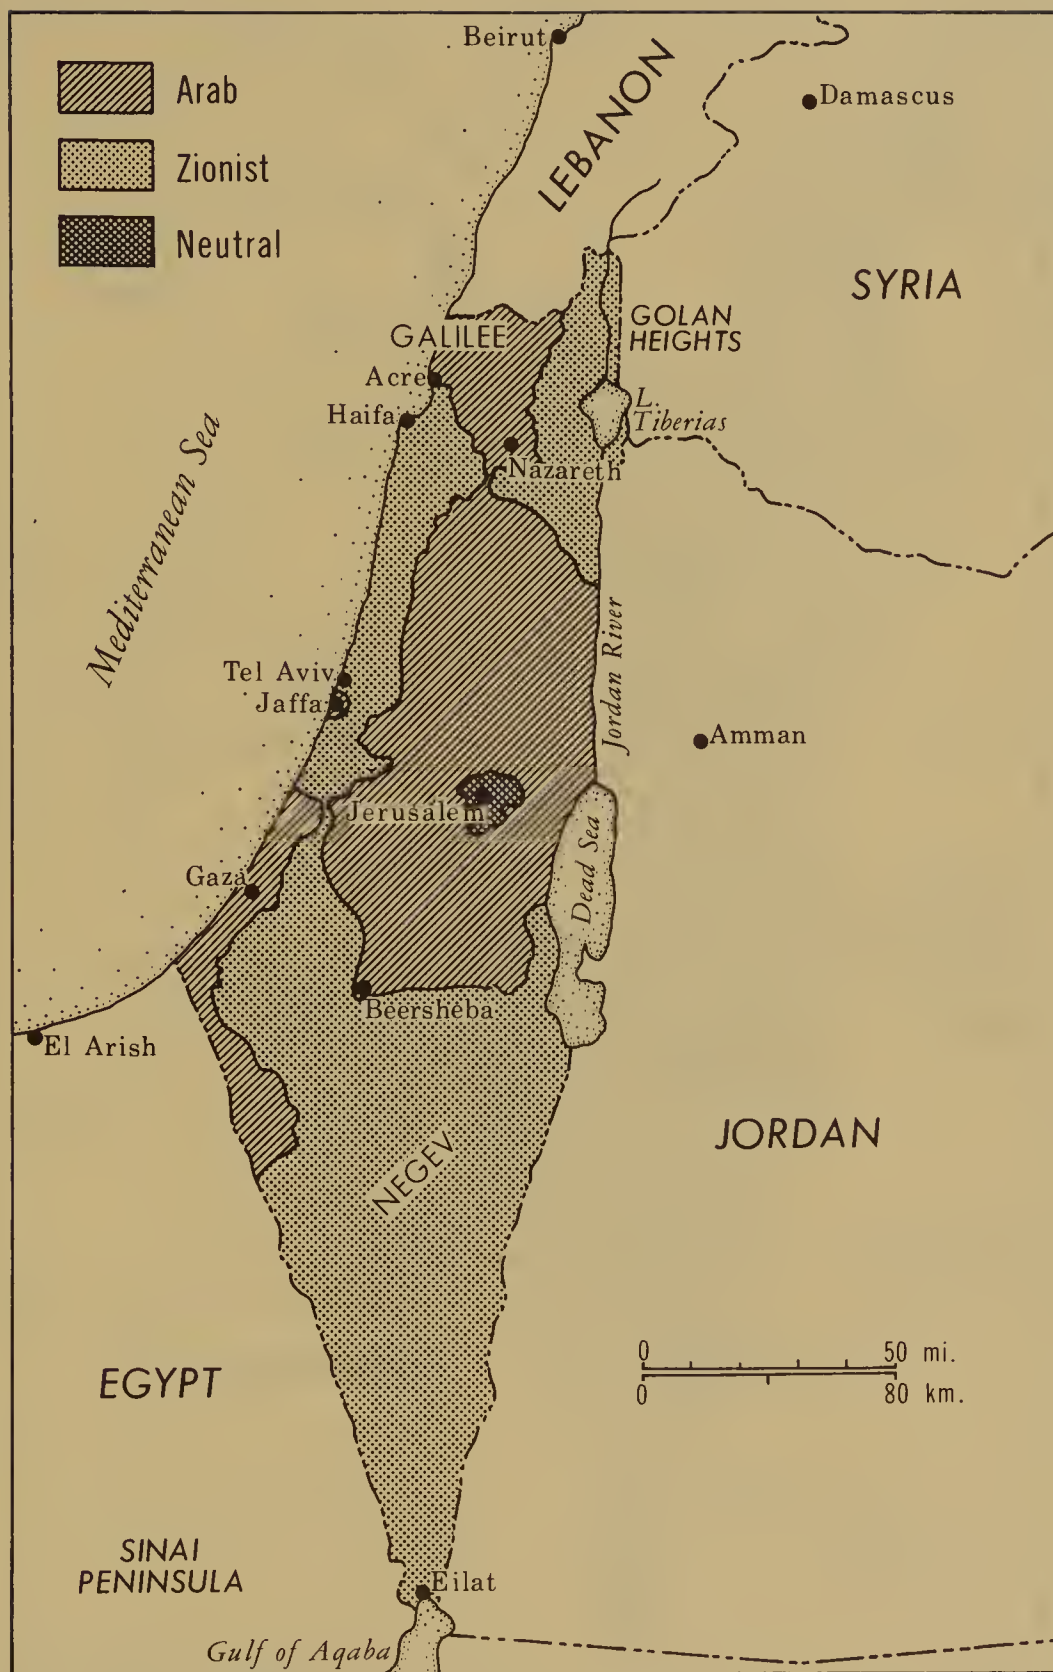 Beirut
Arab
Damascus
LEBANON
Zionist
Neutral
SYRIA
GOLAN
HEIGHTS
GALILEE
Acre
L.
Tiberias
Haifa
Nazareth
Mediterranean Sea
Jordan River
Tel Aviv
Jaffa
Amman
Jerusalem
Dead Sea
Gaza
Beersheba
El Arish
JORDAN
NEGEV
0 50 mi.
0 80 km.
EGYPT
SINAI
PENINSULA
Eilat
Gulf of Aqaba